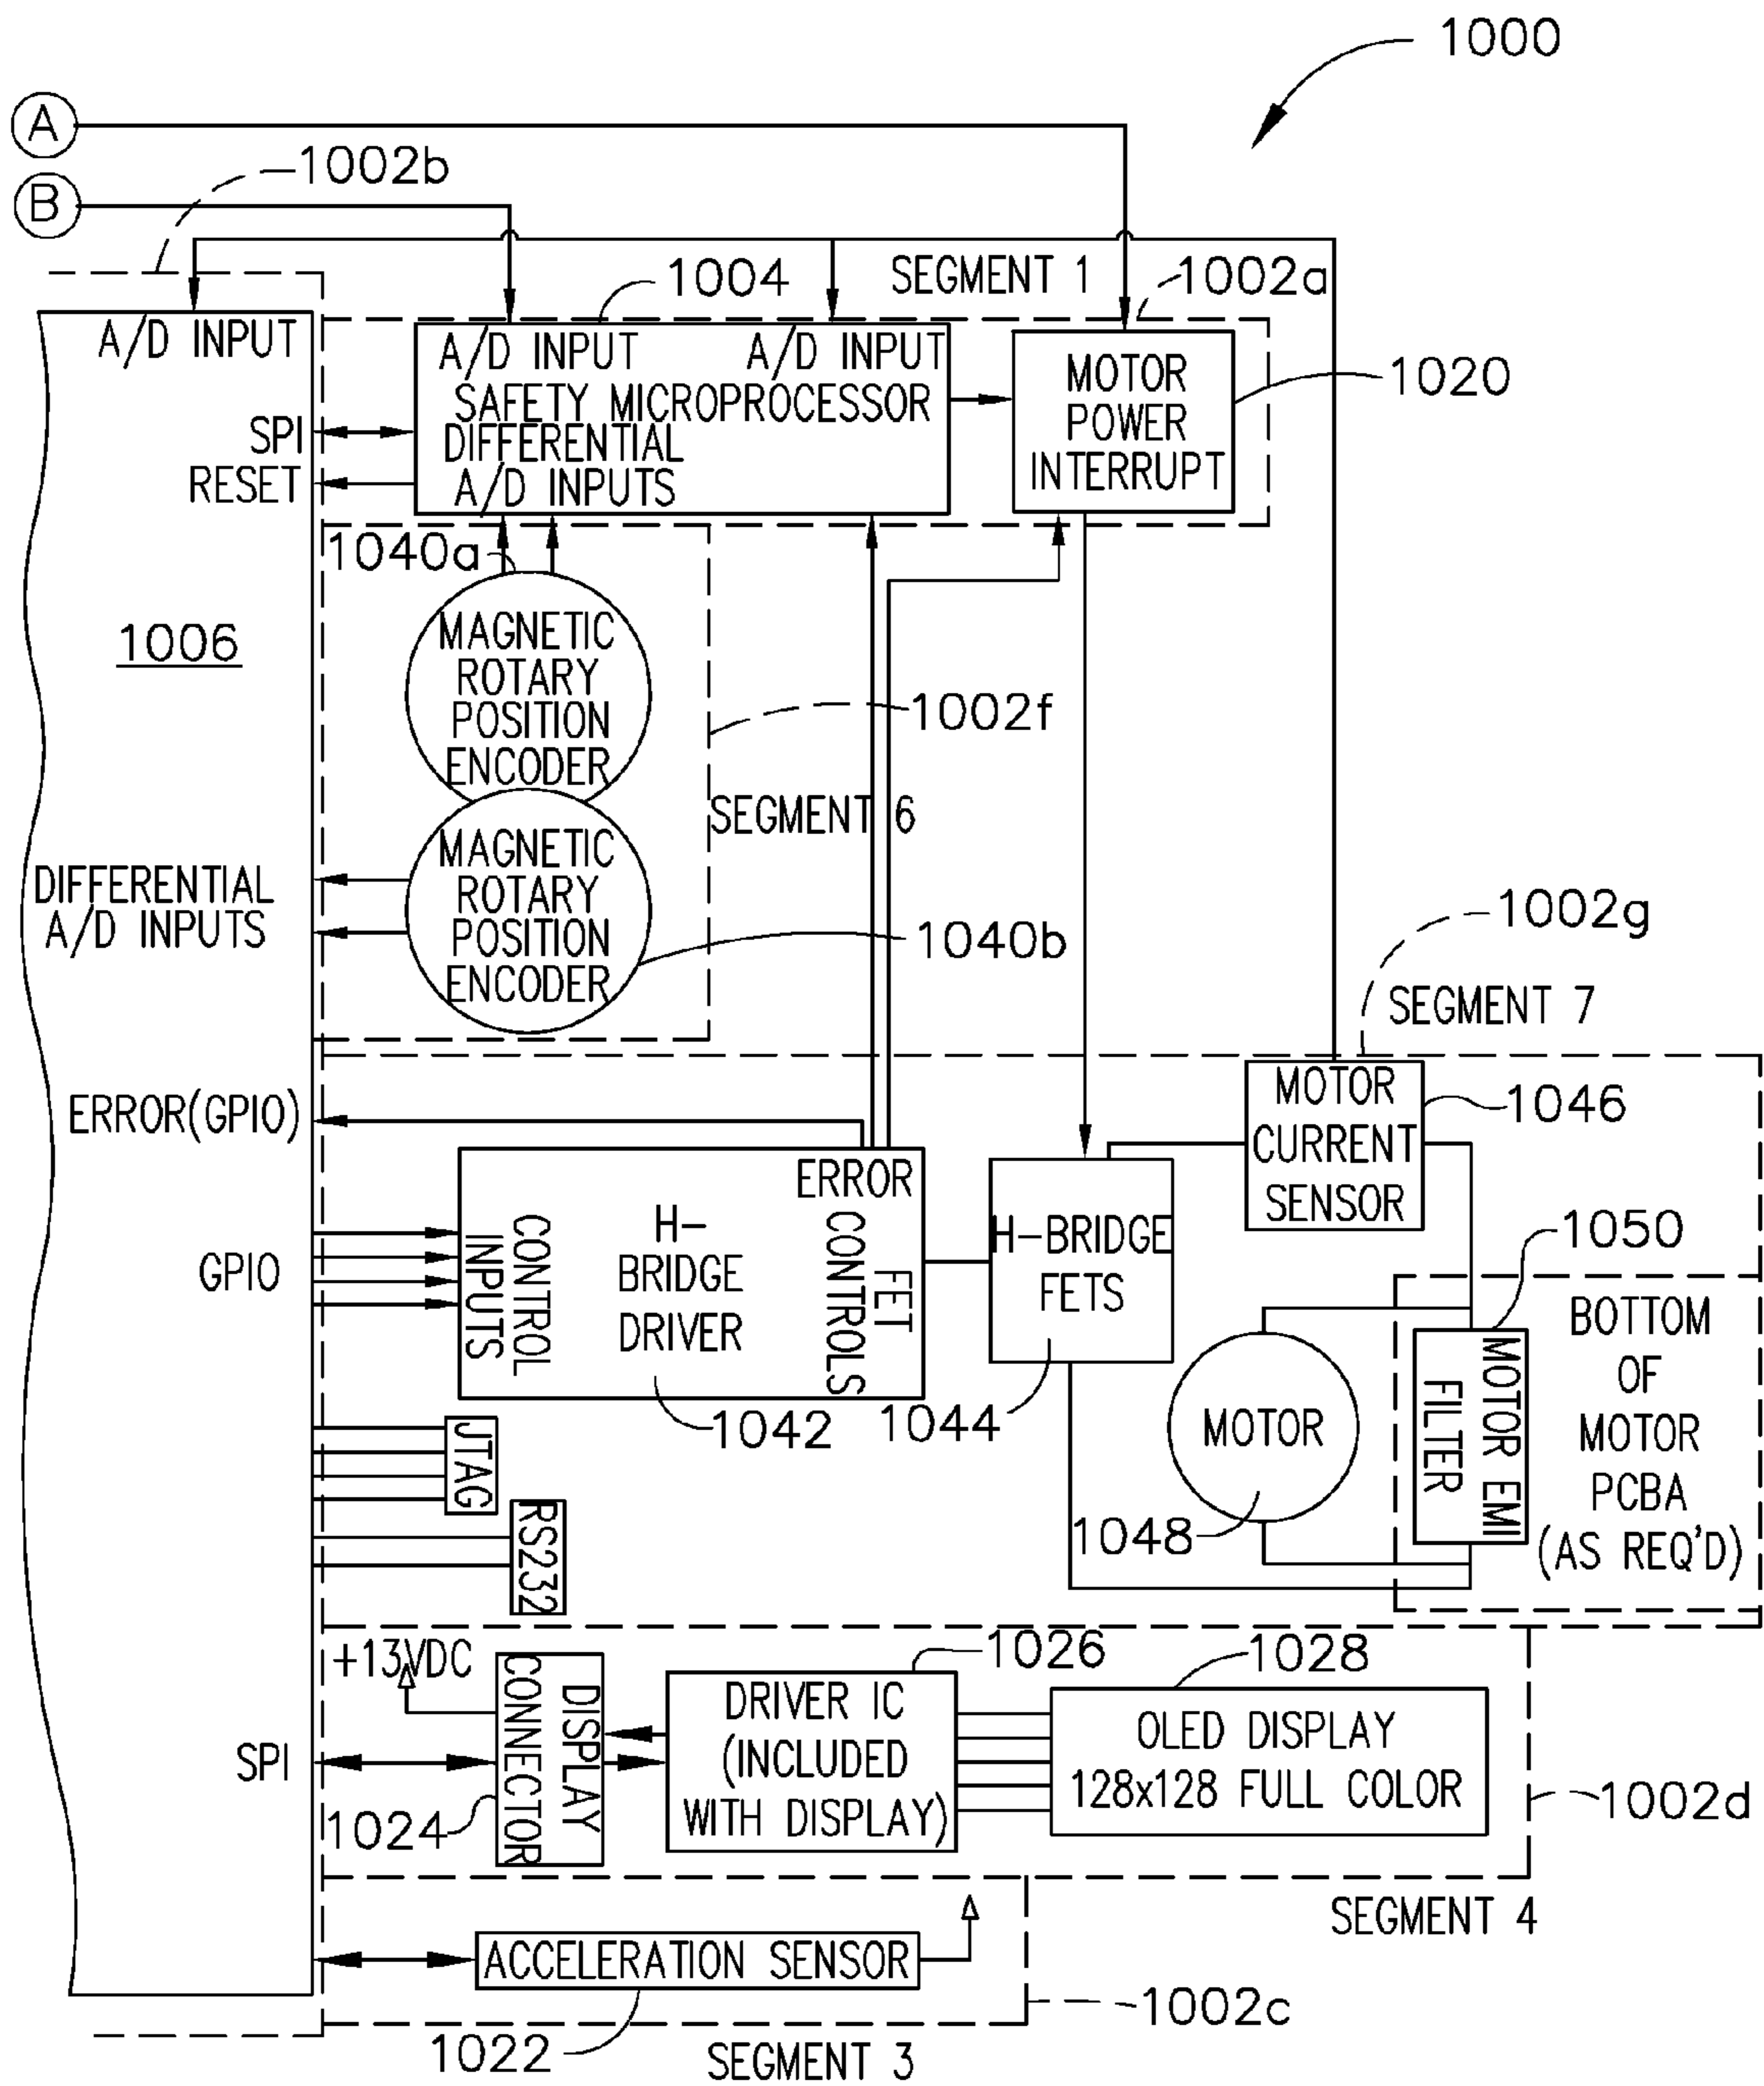 1000
A
1002b
B
1004
SEGMENT 1
1002a
A/D INPUT
A/D INPUT
A/D INPUT
SAFETY MICROPROCESSOR
DIFFERENTIAL
A/D INPUTS
MOTOR
POWER
INTERRUPT
1020
SPI
RESET
1040a
MAGNETIC
ROTARY
POSITION
ENCODER
1006
1002f
SEGMENT 6
MAGNETIC
ROTARY
POSITION
ENCODER
DIFFERENTIAL
A/D INPUTS
1040b
1002g
SEGMENT 7
ERROR(GPIO)
MOTOR
CURRENT
SENSOR
1046
ERROR
CONTROL
INPUTS
H-
BRIDGE
DRIVER
FET
CONTROLS
H-BRIDGE
FETS
1050
GPIO
BOTTOM
OF
MOTOR
PCBA
(AS REQ'D)
MOTOR EMI
FILTER
MOTOR
1042
1044
JTAG
1048
RS232
+13VDC
1026
1028
DISPLAY
CONNECTOR
DRIVER IC
(INCLUDED
WITH DISPLAY)
OLED DISPLAY
128x128 FULL COLOR
SPI
1024
1002d
SEGMENT 4
ACCELERATION SENSOR
1002c
1022
SEGMENT 3